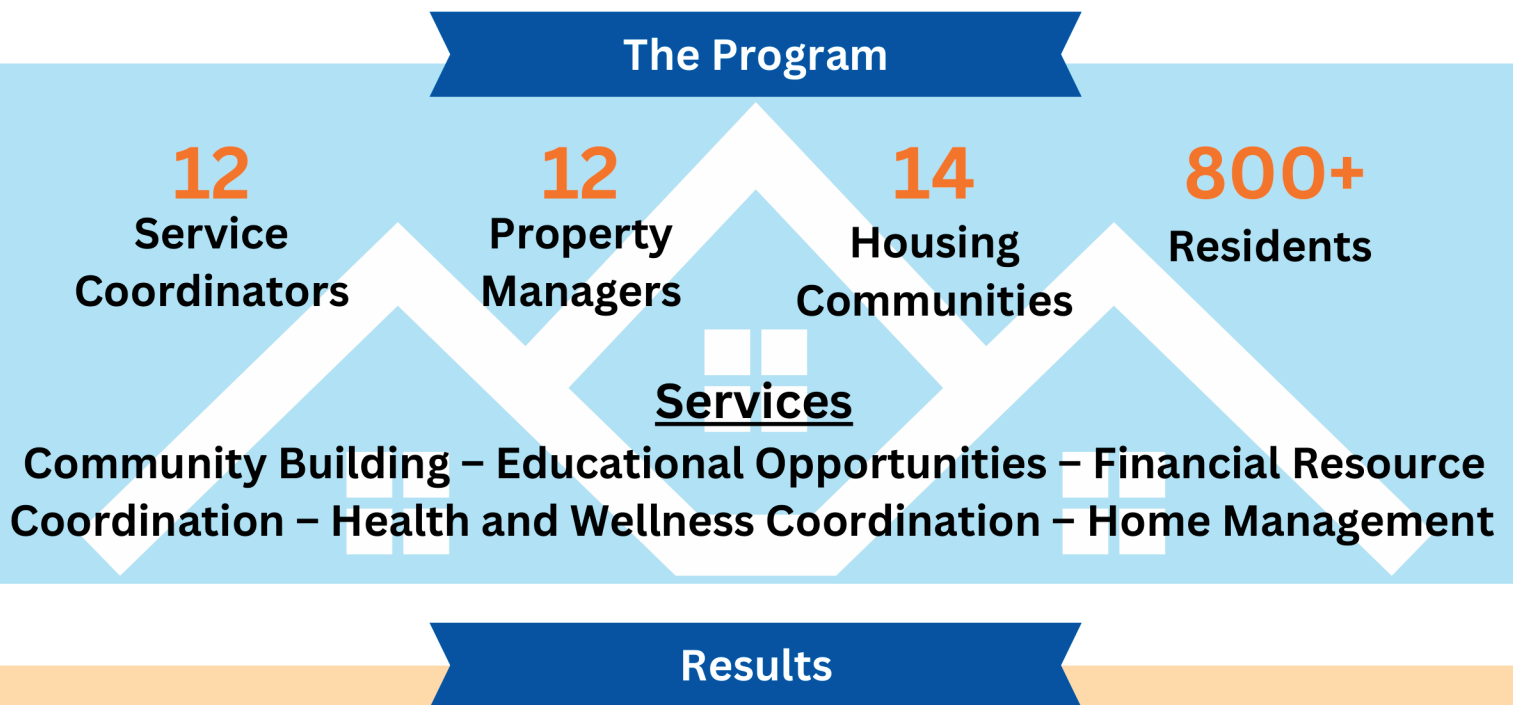 The Program
12
Service
Coordinators
12
Property
Managers
14
Housing
Communities
800+
Residents
Services
Community Building – Educational Opportunities – Financial Resource
Coordination – Health and Wellness Coordination – Home Management
Results